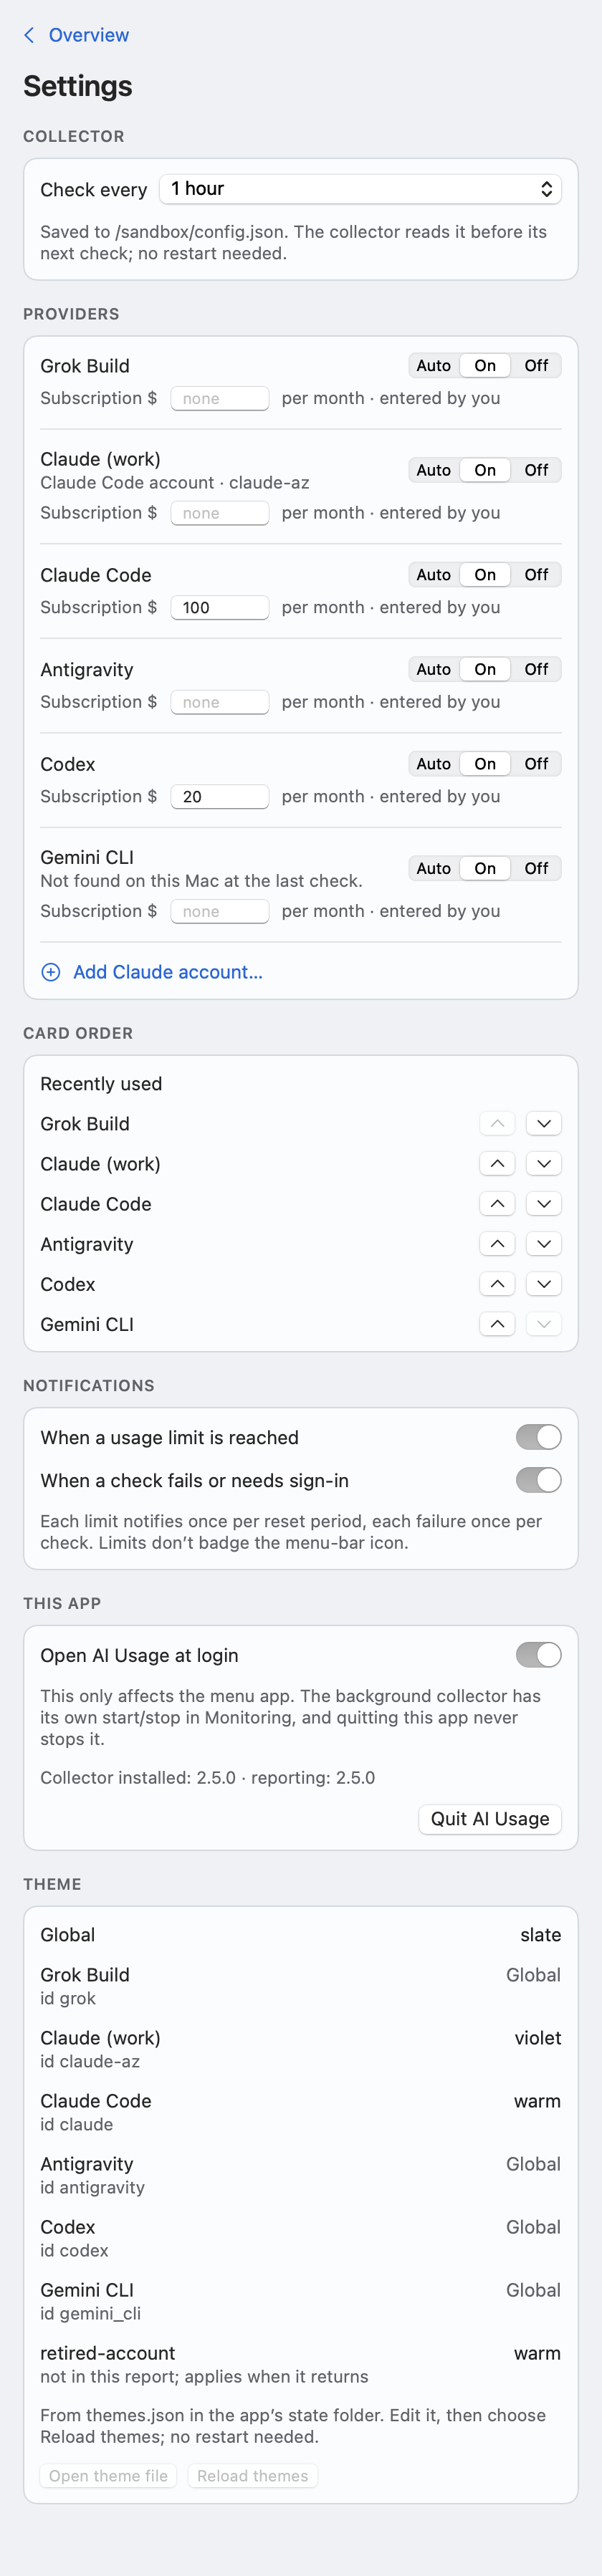 Overview
Settings
COLLECTOR
Check every 1 hour
Saved to /sandbox/config.json. The collector reads it before its
next check; no restart needed.
PROVIDERS
Grok Build Auto On Off
Subscription $ none per month · entered by you
Claude (work)
Claude Code account · claude-az Auto On Off
Subscription $ none per month · entered by you
Claude Code Auto On Off
Subscription $ 100 per month · entered by you
Antigravity Auto On Off
Subscription $ none per month · entered by you
Codex Auto On Off
Subscription $ 20 per month · entered by you
Gemini CLI
Not found on this Mac at the last check. Auto On Off
Subscription $ none per month · entered by you
Add Claude account...
CARD ORDER
Recently used
Grok Build
Claude (work)
Claude Code
Antigravity
Codex
Gemini CLI
NOTIFICATIONS
When a usage limit is reached
When a check fails or needs sign-in
Each limit notifies once per reset period, each failure once per
check. Limits don’t badge the menu-bar icon.
THIS APP
Open AI Usage at login
This only affects the menu app. The background collector has
its own start/stop in Monitoring, and quitting this app never
stops it.
Collector installed: 2.5.0 · reporting: 2.5.0
Quit AI Usage
THEME
Global slate
Grok Build Global
id grok
Claude (work) violet
id claude-az
Claude Code warm
id claude
Antigravity Global
id antigravity
Codex Global
id codex
Gemini CLI Global
id gemini_cli
retired-account warm
not in this report; applies when it returns
From themes.json in the app’s state folder. Edit it, then choose
Reload themes; no restart needed.
Open theme file Reload themes